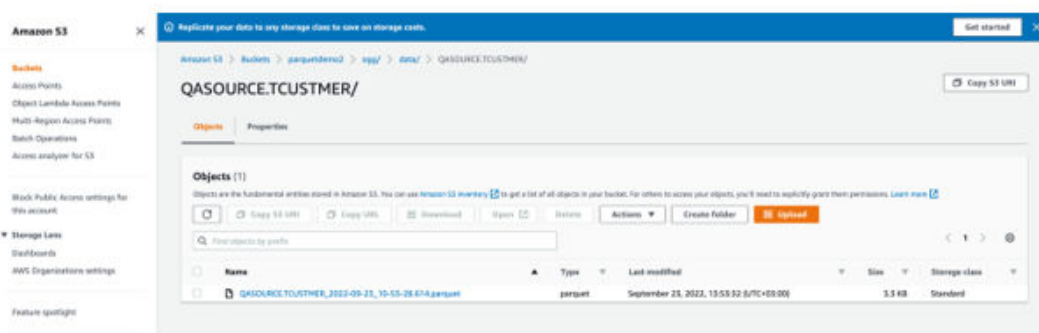 Amazon S3
Replicate your data to any storage class to save on storage costs.
Get started
Buckets
Access Points
Object Lambda Access Points
Multi-Region Access Points
Batch Operations
Access analyzer for S3
Block Public Access settings for
this account
Storage Lens
Dashboards
AWS Organizations settings
Feature spotlight
Amazon S3 > Buckets > parquetdemo2 > ogg/ > data/ > QASOURCE.TCUSTMER/
QASOURCE.TCUSTMER/
Copy S3 URI
Objects
Properties
Objects (1)
Objects are the fundamental entities stored in Amazon S3. You can use Amazon S3 inventory to get a list of all objects in your bucket. For others to access your objects, you'll need to explicitly grant them permissions. Learn more
Copy S3 URI Copy URL Download Open Delete Actions Create folder Upload
Find objects by prefix
1
Name Type Last modified Size Storage class
QASOURCE.TCUSTMER_2022-09-23_10-53-28.614.parquet parquet September 23, 2022, 13:53:32 (UTC+03:00) 3.3 KB Standard